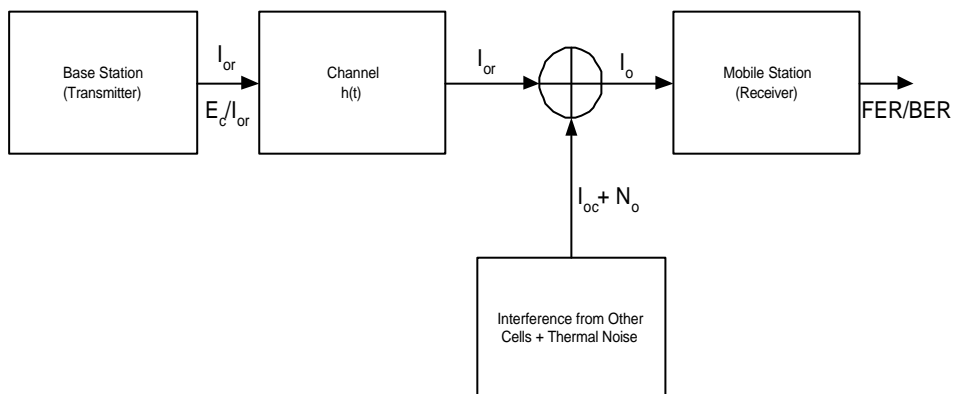 Base Station
(Transmitter)
I_or
E_c/I_or
Channel
h(t)
I_or
I_o
Mobile Station
(Receiver)
FER/BER
I_oc + N_o
Interference from Other
Cells + Thermal Noise